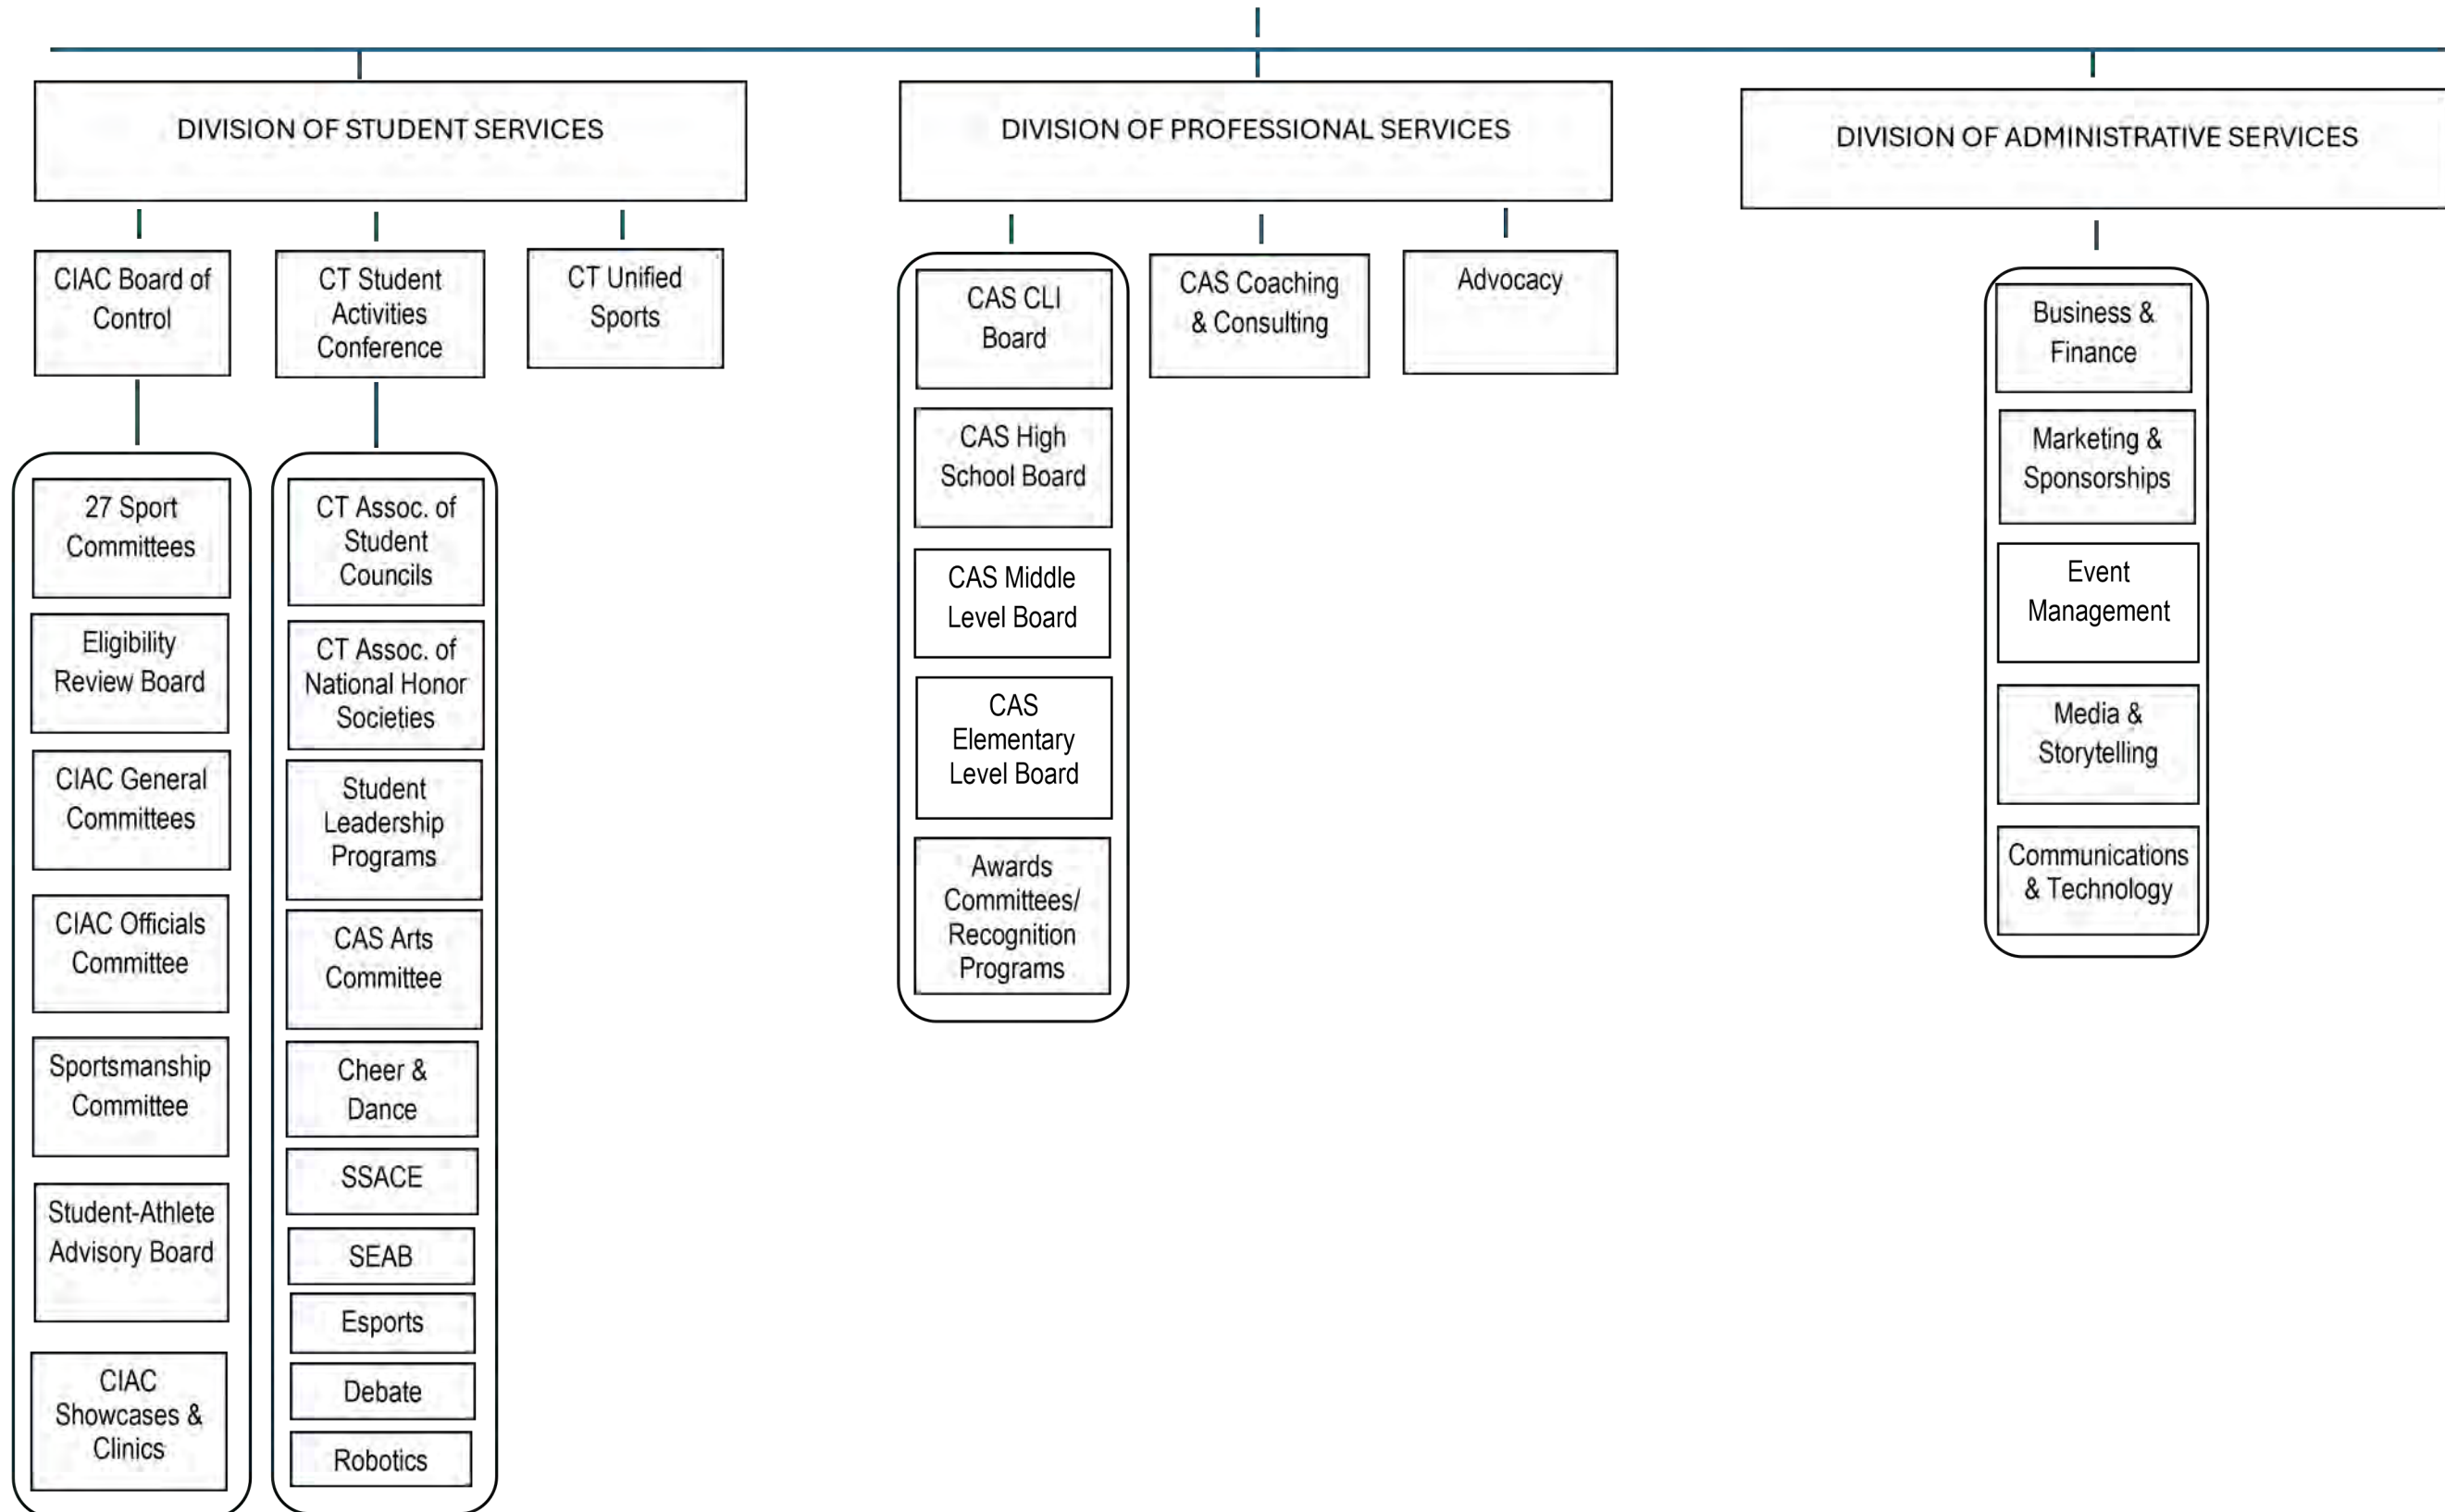 DIVISION OF STUDENT SERVICES
CIAC Board of
Control
CT Student
Activities
Conference
CT Unified
Sports
27 Sport
Committees
Eligibility
Review Board
CIAC General
Committees
CIAC Officials
Committee
Sportsmanship
Committee
Student-Athlete
Advisory Board
CIAC
Showcases &
Clinics
CT Assoc. of
Student
Councils
CT Assoc. of
National Honor
Societies
Student
Leadership
Programs
CAS Arts
Committee
Cheer &
Dance
SSACE
SEAB
Esports
Debate
Robotics
DIVISION OF PROFESSIONAL SERVICES
CAS CLI
Board
CAS High
School Board
CAS Middle
Level Board
CAS
Elementary
Level Board
Awards
Committees/
Recognition
Programs
CAS Coaching
& Consulting
Advocacy
DIVISION OF ADMINISTRATIVE SERVICES
Business &
Finance
Marketing &
Sponsorships
Event
Management
Media &
Storytelling
Communications
& Technology